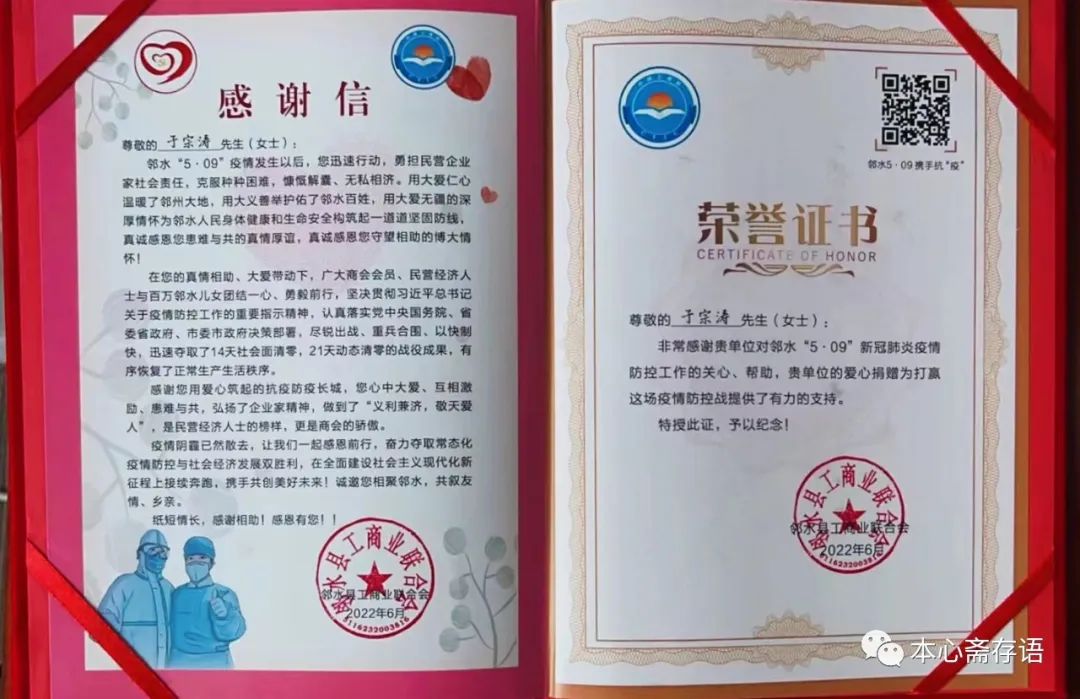 感谢信
尊敬的 于宗涛 先生（女士）：
邻水“5·09”疫情发生以后，您迅速行动，勇担民营企业
家社会责任，克服种种困难，慷慨解囊、无私相济。用大爱仁心
温暖了邻州大地，用大义善举护佑了邻水百姓，用大爱无疆的深
厚情怀为邻水人民身体健康和生命安全构筑起一道道坚固防线，
真诚感恩您患难与共的真情厚谊，真诚感恩您守望相助的博大情
怀！
在您的真情相助、大爱带动下，广大商会会员、民营经济人
士与百万邻水儿女团结一心、勇毅前行，坚决贯彻习近平总书记
关于疫情防控工作的重要指示精神，认真落实党中央国务院、省
委省政府、市委市政府决策部署，尽锐出战、重兵合围、以快制
快，迅速夺取了14天社会面清零，21天动态清零的战役成果，有
序恢复了正常生产生活秩序。
感谢您用爱心筑起的抗疫防疫长城，您心中大爱、互相激
励、患难与共，弘扬了企业家精神，做到了“义利兼济，敬天爱
人”，是民营经济人士的榜样，更是商会的骄傲。
疫情阴霾已然散去，让我们一起感恩前行，奋力夺取常态化
疫情防控与社会经济发展双胜利，在全面建设社会主义现代化新
征程上接续奔跑，携手共创美好未来！诚邀您相聚邻水，共叙友
情、乡亲。
纸短情长，感谢相助！感恩有您！！
邻水县工商业联合会
邻水县工商业联合会
2022年6月
5116232003816
邻水5·09携手抗“疫”
荣誉证书
CERTIFICATE OF HONOR
尊敬的 于宗涛 先生（女士）：
非常感谢贵单位对邻水“5·09”新冠肺炎疫情
防控工作的关心、帮助，贵单位的爱心捐赠为打赢
这场疫情防控战提供了有力的支持。
特授此证，予以纪念！
邻水县工商业联合会
邻水县工商业联合会
2022年6月
5116232003816
本心斋存语